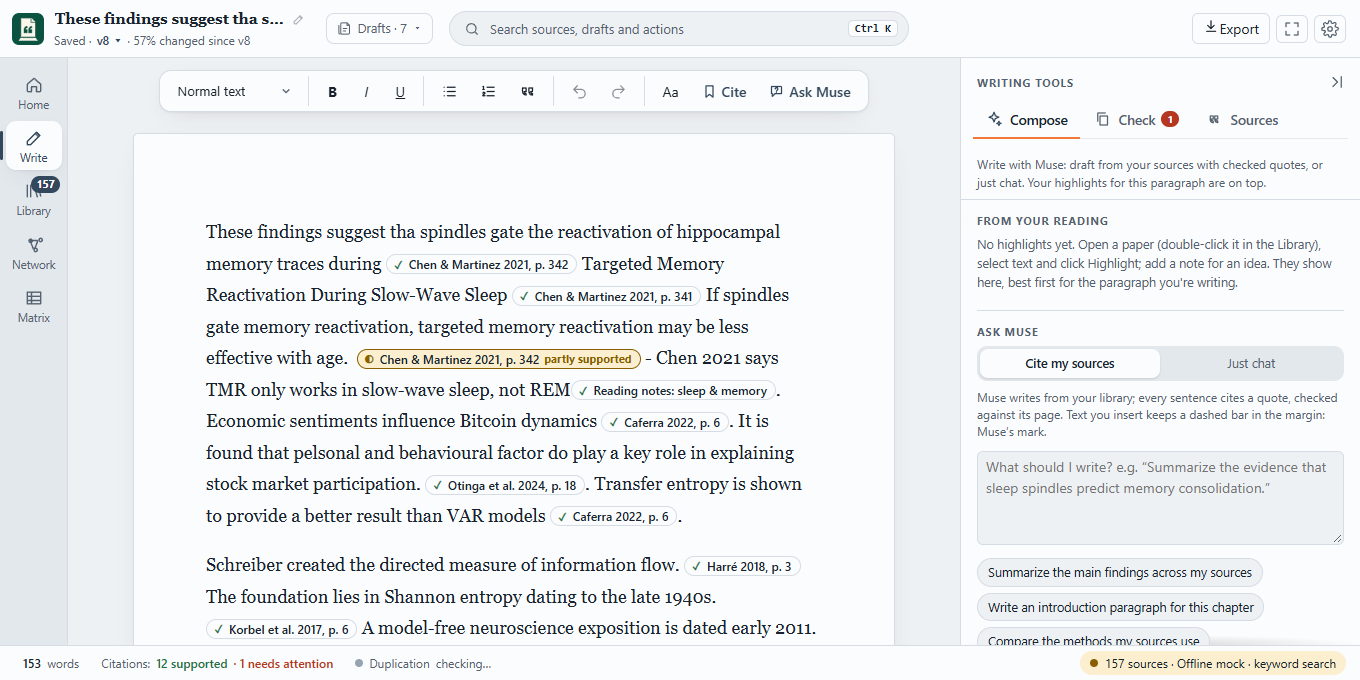 These findings suggest tha s...
Saved · v8 · 57% changed since v8
Drafts · 7
Search sources, drafts and actions
Ctrl K
Export
Home
Write
157
Library
Network
Matrix
Normal text
B I U
Aa
Cite
Ask Muse
These findings suggest tha spindles gate the reactivation of hippocampal
memory traces during ✓ Chen & Martinez 2021, p. 342 Targeted Memory
Reactivation During Slow-Wave Sleep ✓ Chen & Martinez 2021, p. 341 If spindles
gate memory reactivation, targeted memory reactivation may be less
effective with age. Chen & Martinez 2021, p. 342 partly supported - Chen 2021 says
TMR only works in slow-wave sleep, not REM ✓ Reading notes: sleep & memory .
Economic sentiments influence Bitcoin dynamics ✓ Caferra 2022, p. 6 . It is
found that pelsonal and behavioural factor do play a key role in explaining
stock market participation. ✓ Otinga et al. 2024, p. 18 . Transfer entropy is shown
to provide a better result than VAR models ✓ Caferra 2022, p. 6 .
Schreiber created the directed measure of information flow. ✓ Harré 2018, p. 3
The foundation lies in Shannon entropy dating to the late 1940s.
✓ Korbel et al. 2017, p. 6 A model-free neuroscience exposition is dated early 2011.
WRITING TOOLS
Compose
Check 1
Sources
Write with Muse: draft from your sources with checked quotes, or
just chat. Your highlights for this paragraph are on top.
FROM YOUR READING
No highlights yet. Open a paper (double-click it in the Library),
select text and click Highlight; add a note for an idea. They show
here, best first for the paragraph you're writing.
ASK MUSE
Cite my sources
Just chat
Muse writes from your library; every sentence cites a quote, checked
against its page. Text you insert keeps a dashed bar in the margin:
Muse's mark.
What should I write? e.g. “Summarize the evidence that
sleep spindles predict memory consolidation.”
Summarize the main findings across my sources
Write an introduction paragraph for this chapter
Compare the methods my sources use
153 words
Citations: 12 supported · 1 needs attention
Duplication checking...
157 sources · Offline mock · keyword search